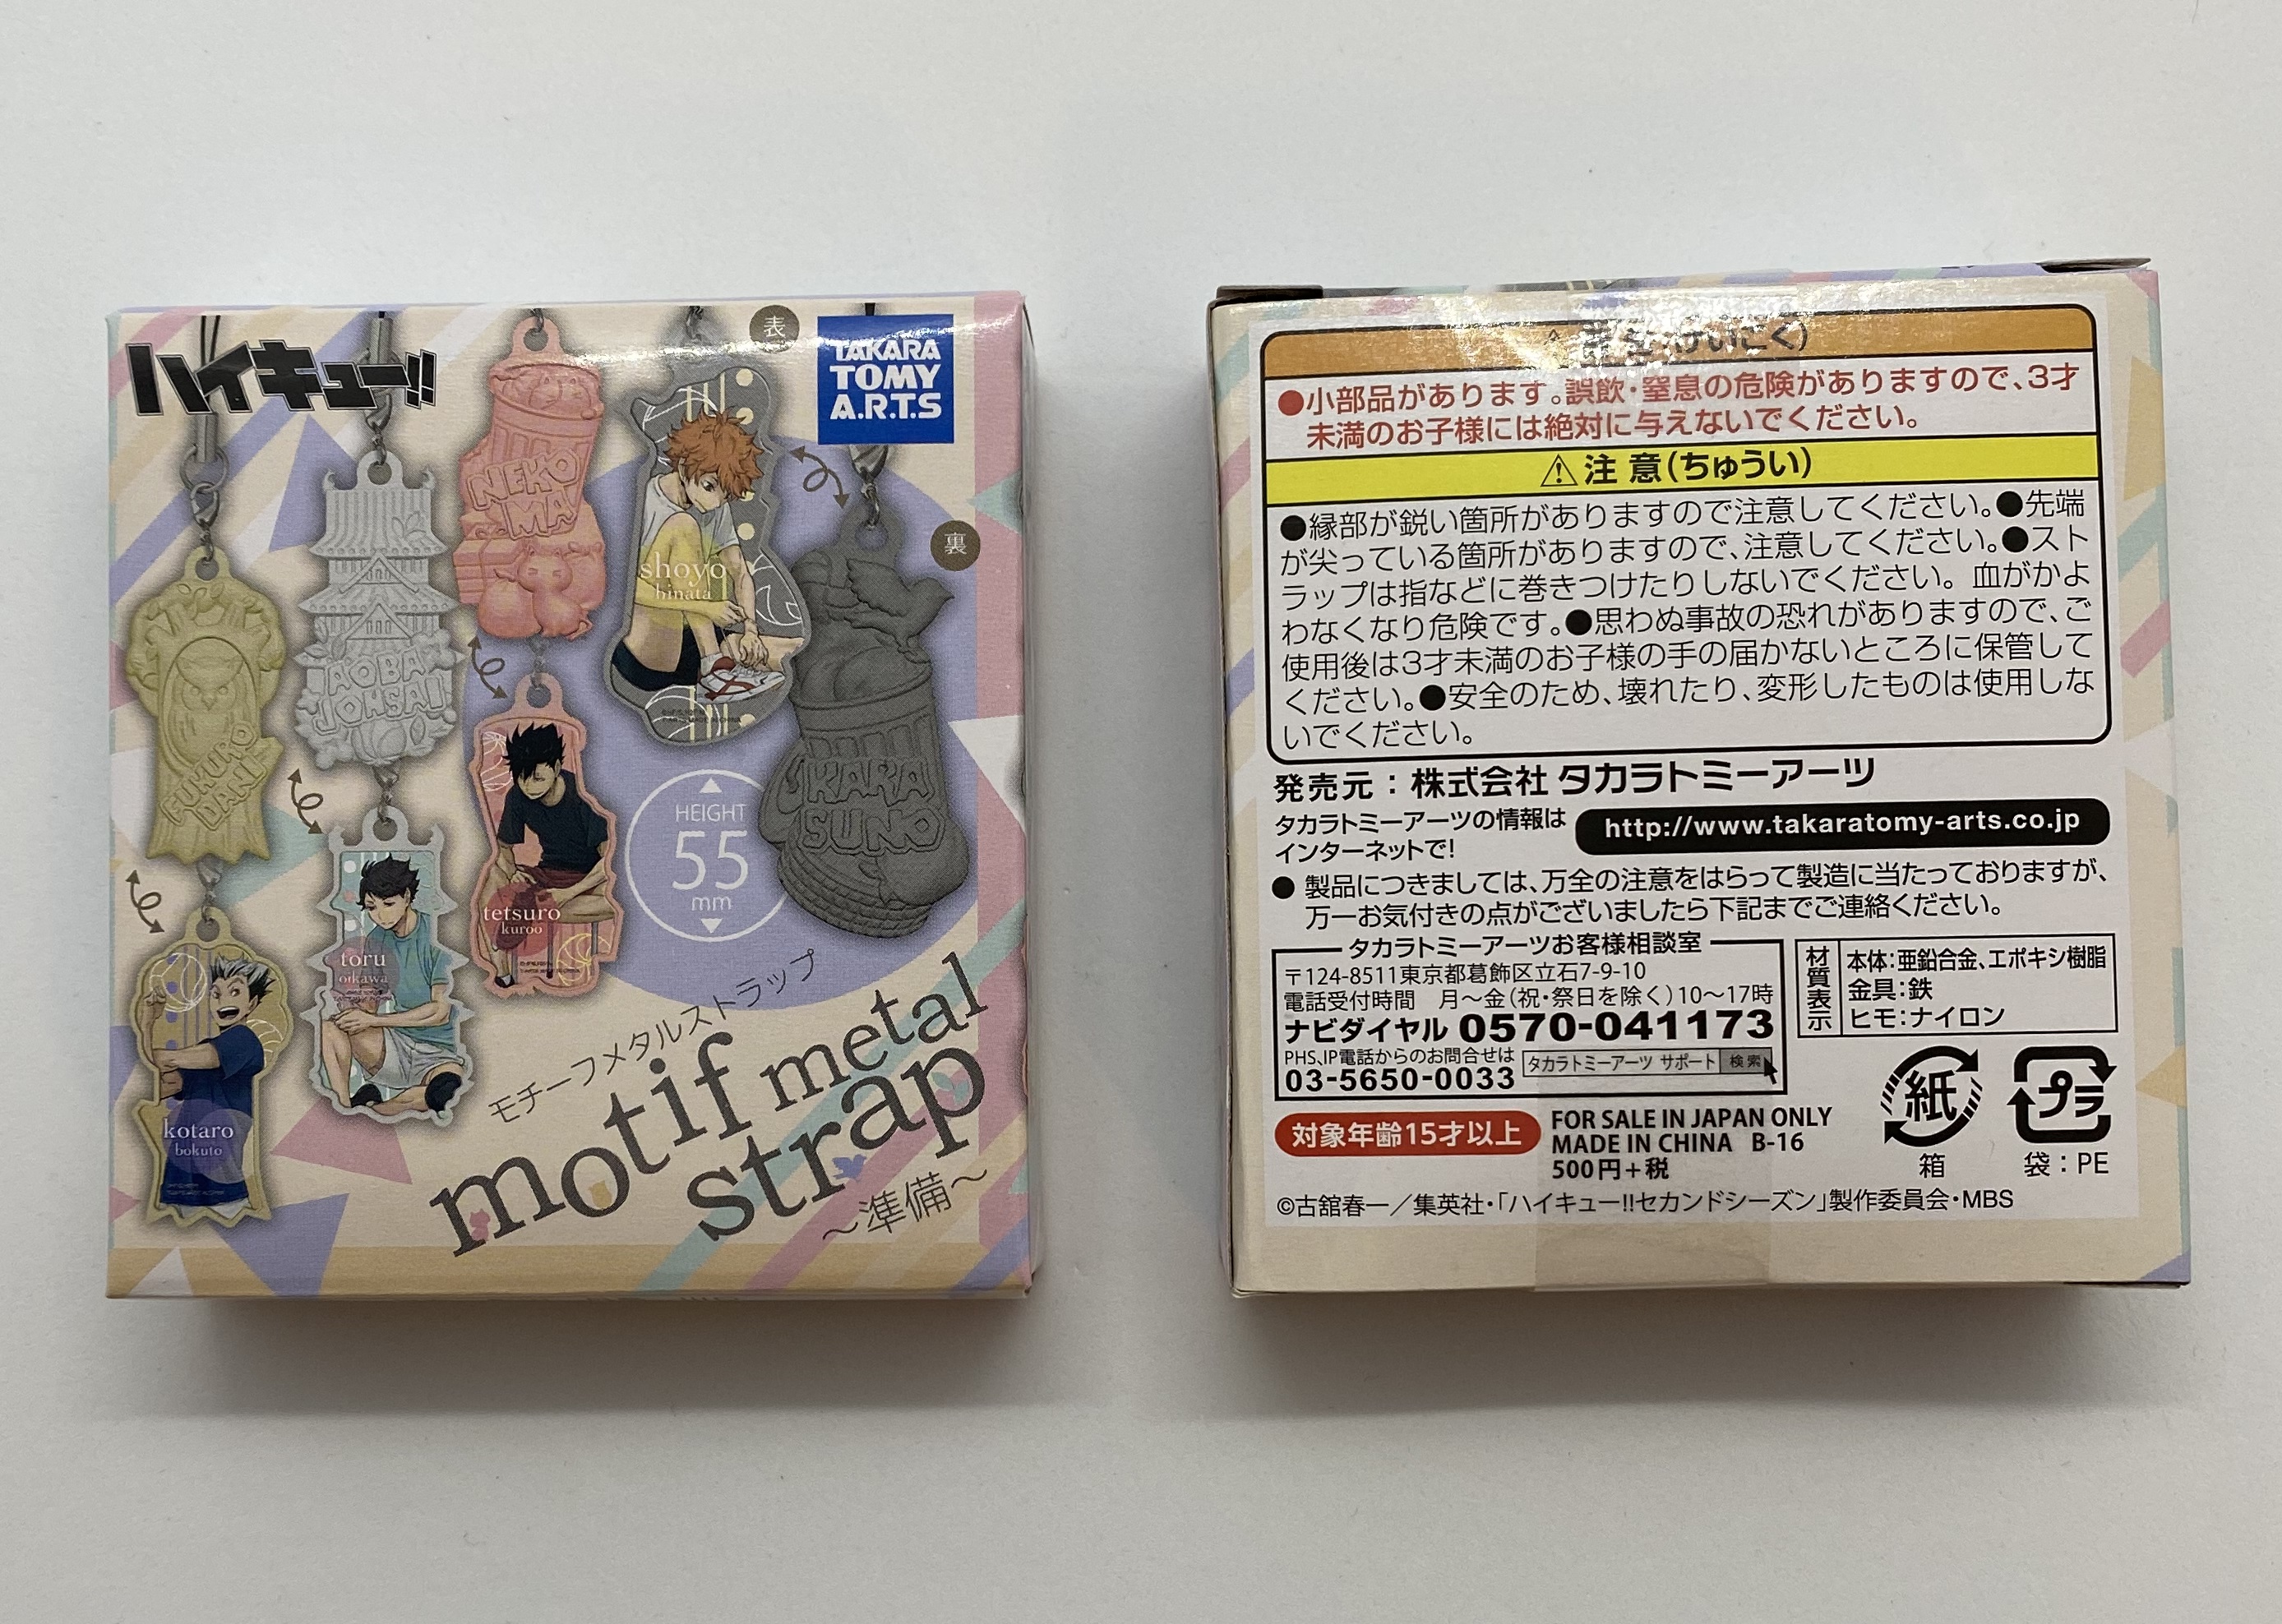 ハイキュー!!
表
TAKARA
TOMY
A.R.T.S
裏
NEKO
MA
shoyo
hinata
AOBA
JOHSAI
FUKURO
DANI
KARA
SUNO
tetsuro
kuroo
toru
oikawa
kotaro
bokuto
HEIGHT
55
mm
モチーフメタルストラップ
motif metal
strap
～準備～
けいこく)
●小部品があります。誤飲・窒息の危険がありますので、3才
未満のお子様には絶対に与えないでください。
⚠注 意(ちゅうい)
●縁部が鋭い箇所がありますので注意してください。●先端
が尖っている箇所がありますので、注意してください。●スト
ラップは指などに巻きつけたりしないでください。血がかよ
わなくなり危険です。●思わぬ事故の恐れがありますので、ご
使用後は3才未満のお子様の手の届かないところに保管して
ください。●安全のため、壊れたり、変形したものは使用しな
いでください。
発売元：株式会社 タカラトミーアーツ
タカラトミーアーツの情報は
インターネットで!
http://www.takaratomy-arts.co.jp
● 製品につきましては、万全の注意をはらって製造に当たっておりますが、
万一お気付きの点がございましたら下記までご連絡ください。
タカラトミーアーツお客様相談室
〒124-8511東京都葛飾区立石7-9-10
電話受付時間 月～金(祝・祭日を除く)10～17時
ナビダイヤル 0570-041173
PHS、IP電話からのお問合せは
03-5650-0033
タカラトミーアーツ サポート 検索
材質表示
本体：亜鉛合金、エポキシ樹脂
金具：鉄
ヒモ：ナイロン
対象年齢15才以上
FOR SALE IN JAPAN ONLY
MADE IN CHINA B-16
500円+税
紙
箱
プラ
袋：PE
©古舘春一／集英社・「ハイキュー!!セカンドシーズン」製作委員会・MBS